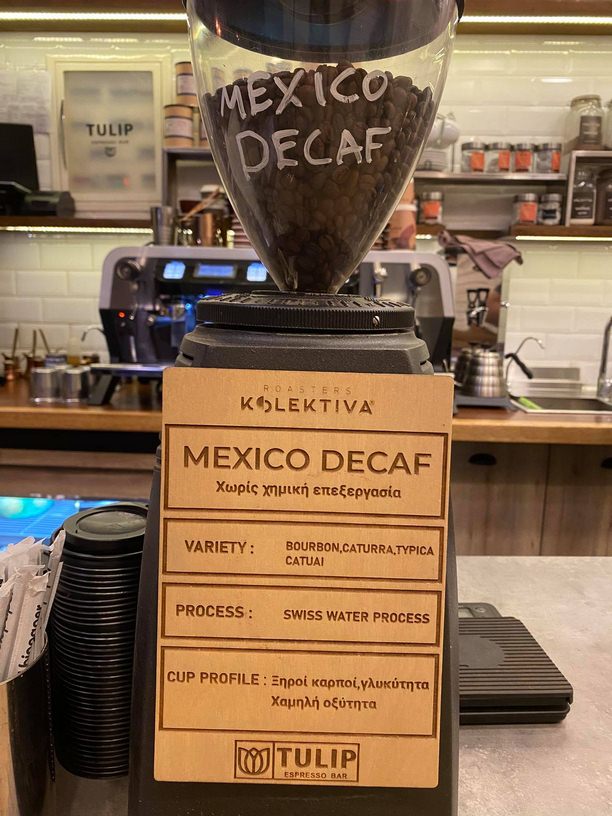 TULIP
ESPRESSO BAR
MEXICO
DECAF
ROASTERS
KOLEKTIVA
MEXICO DECAF
Χωρίς χημική επεξεργασία
VARIETY : BOURBON,CATURRA,TYPICA
CATUAI
PROCESS : SWISS WATER PROCESS
CUP PROFILE : Ξηροί καρποί,γλυκύτητα
Χαμηλή οξύτητα
TULIP
ESPRESSO BAR